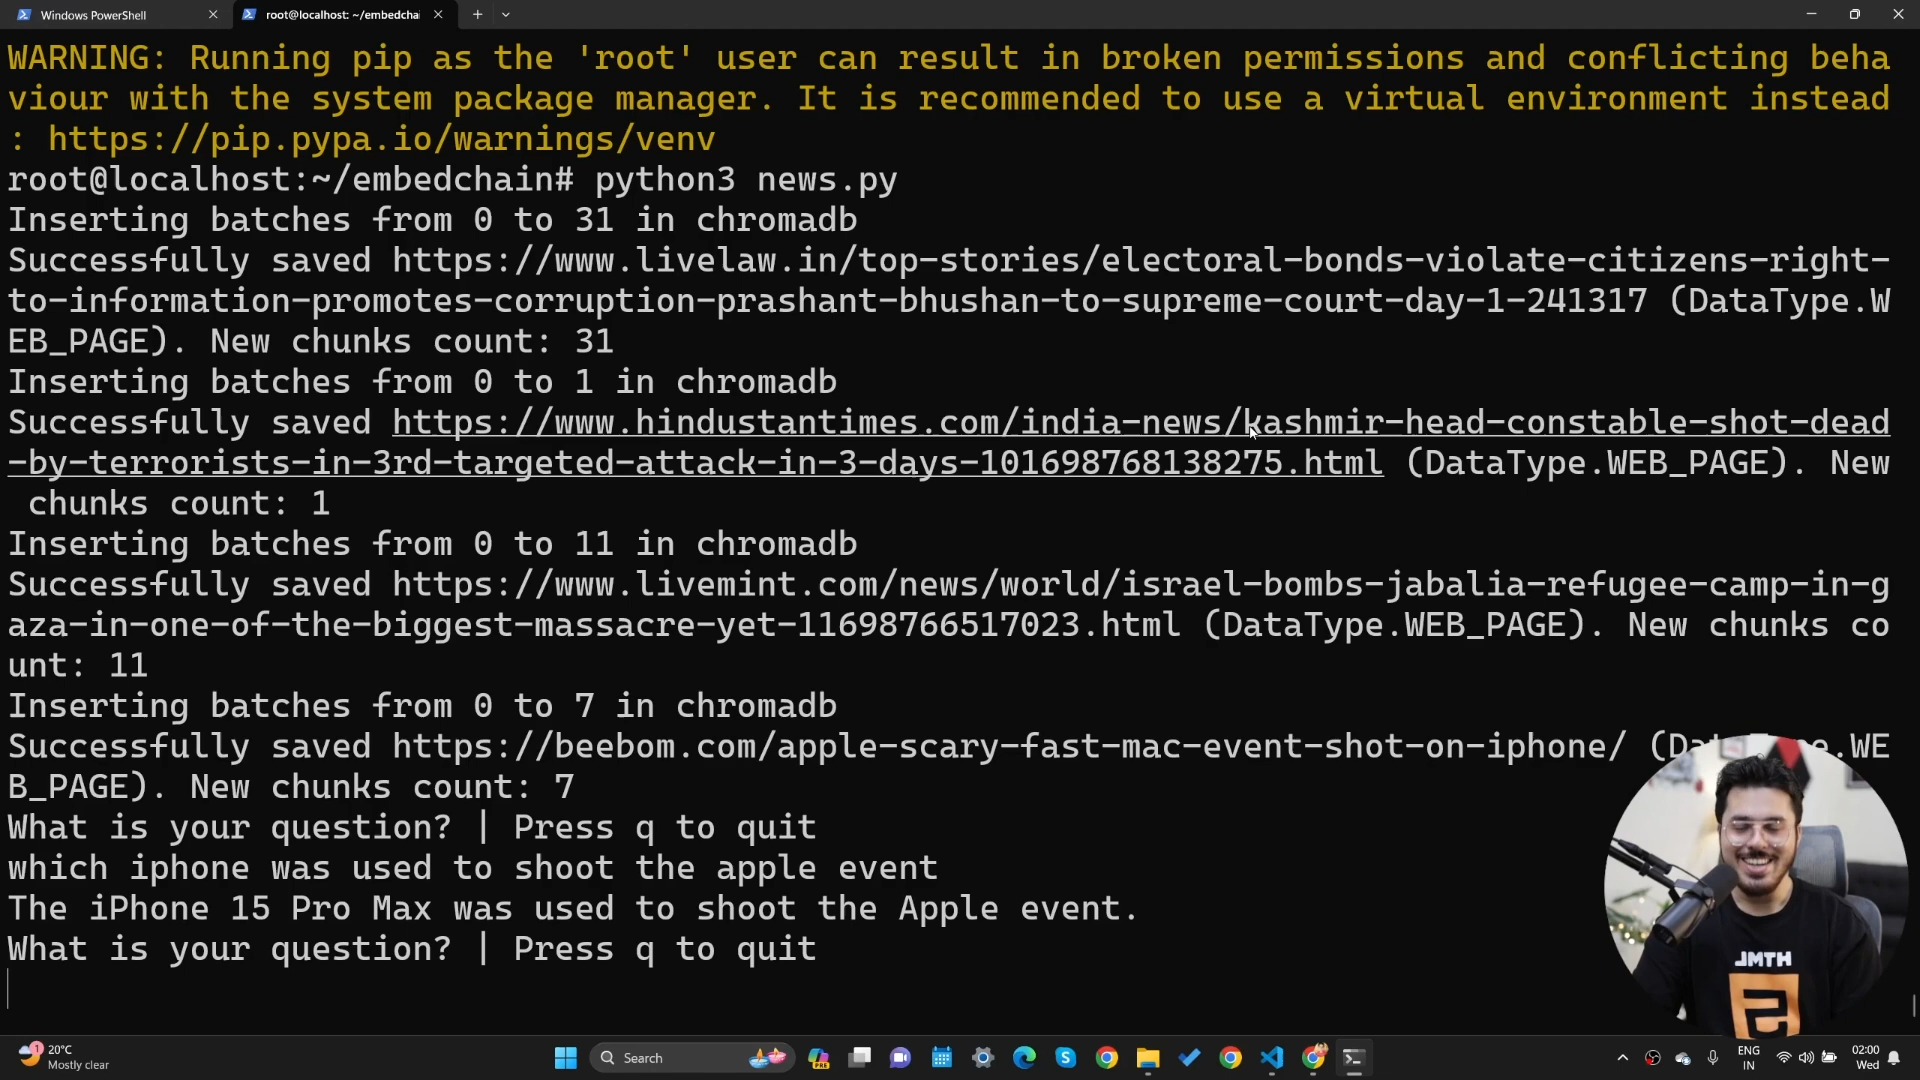 Windows PowerShell
root@localhost: ~/embedchai
WARNING: Running pip as the 'root' user can result in broken permissions and conflicting beha
viour with the system package manager. It is recommended to use a virtual environment instead
: https://pip.pypa.io/warnings/venv
root@localhost:~/embedchain# python3 news.py
Inserting batches from 0 to 31 in chromadb
Successfully saved https://www.livelaw.in/top-stories/electoral-bonds-violate-citizens-right-
to-information-promotes-corruption-prashant-bhushan-to-supreme-court-day-1-241317 (DataType.W
EB_PAGE). New chunks count: 31
Inserting batches from 0 to 1 in chromadb
Successfully saved https://www.hindustantimes.com/india-news/kashmir-head-constable-shot-dead
-by-terrorists-in-3rd-targeted-attack-in-3-days-101698768138275.html (DataType.WEB_PAGE). New
 chunks count: 1
Inserting batches from 0 to 11 in chromadb
Successfully saved https://www.livemint.com/news/world/israel-bombs-jabalia-refugee-camp-in-g
aza-in-one-of-the-biggest-massacre-yet-11698766517023.html (DataType.WEB_PAGE). New chunks co
unt: 11
Inserting batches from 0 to 7 in chromadb
Successfully saved https://beebom.com/apple-scary-fast-mac-event-shot-on-iphone/ (Da e.WE
B_PAGE). New chunks count: 7
What is your question? | Press q to quit
which iphone was used to shoot the apple event
The iPhone 15 Pro Max was used to shoot the Apple event.
What is your question? | Press q to quit
HTML
5
1
20°C
Mostly clear
Search
PRE
ENG
IN
02:00
Wed